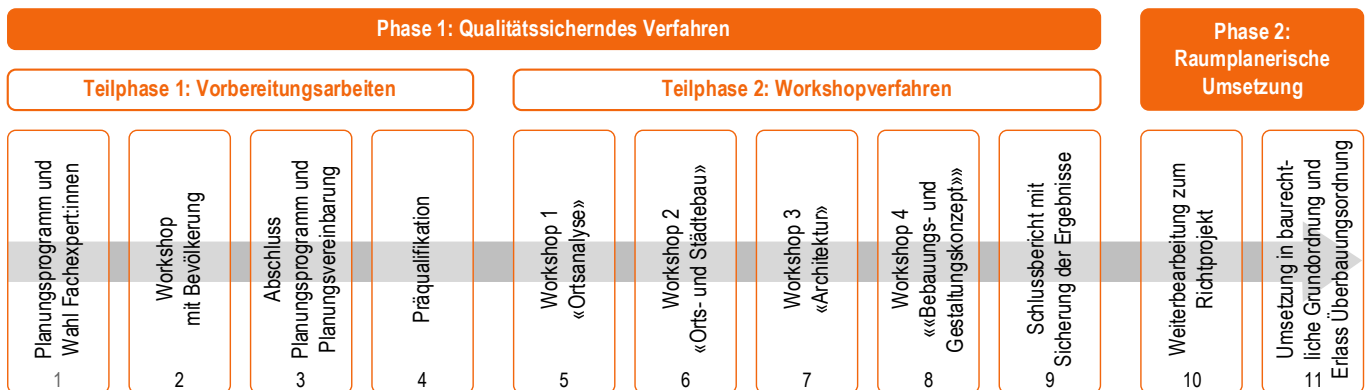 Phase 1: Qualitätssicherndes Verfahren
Phase 2:
Raumplanerische
Umsetzung
Teilphase 1: Vorbereitungsarbeiten
Teilphase 2: Workshopverfahren
Planungsprogramm und
Wahl Fachexpert:innen
1
Workshop
mit Bevölkerung
2
Abschluss
Planungsprogramm und
Planungsvereinbarung
3
Präqualifikation
4
Workshop 1
«Ortsanalyse»
5
Workshop 2
«Orts- und Städtebau»
6
Workshop 3
«Architektur»
7
Workshop 4
««Bebauungs- und
Gestaltungskonzept»»
8
Schlussbericht mit
Sicherung der Ergebnisse
9
Weiterbearbeitung zum
Richtprojekt
10
Umsetzung in baurecht-
liche Grundordnung und
Erlass Überbauungsordnung
11